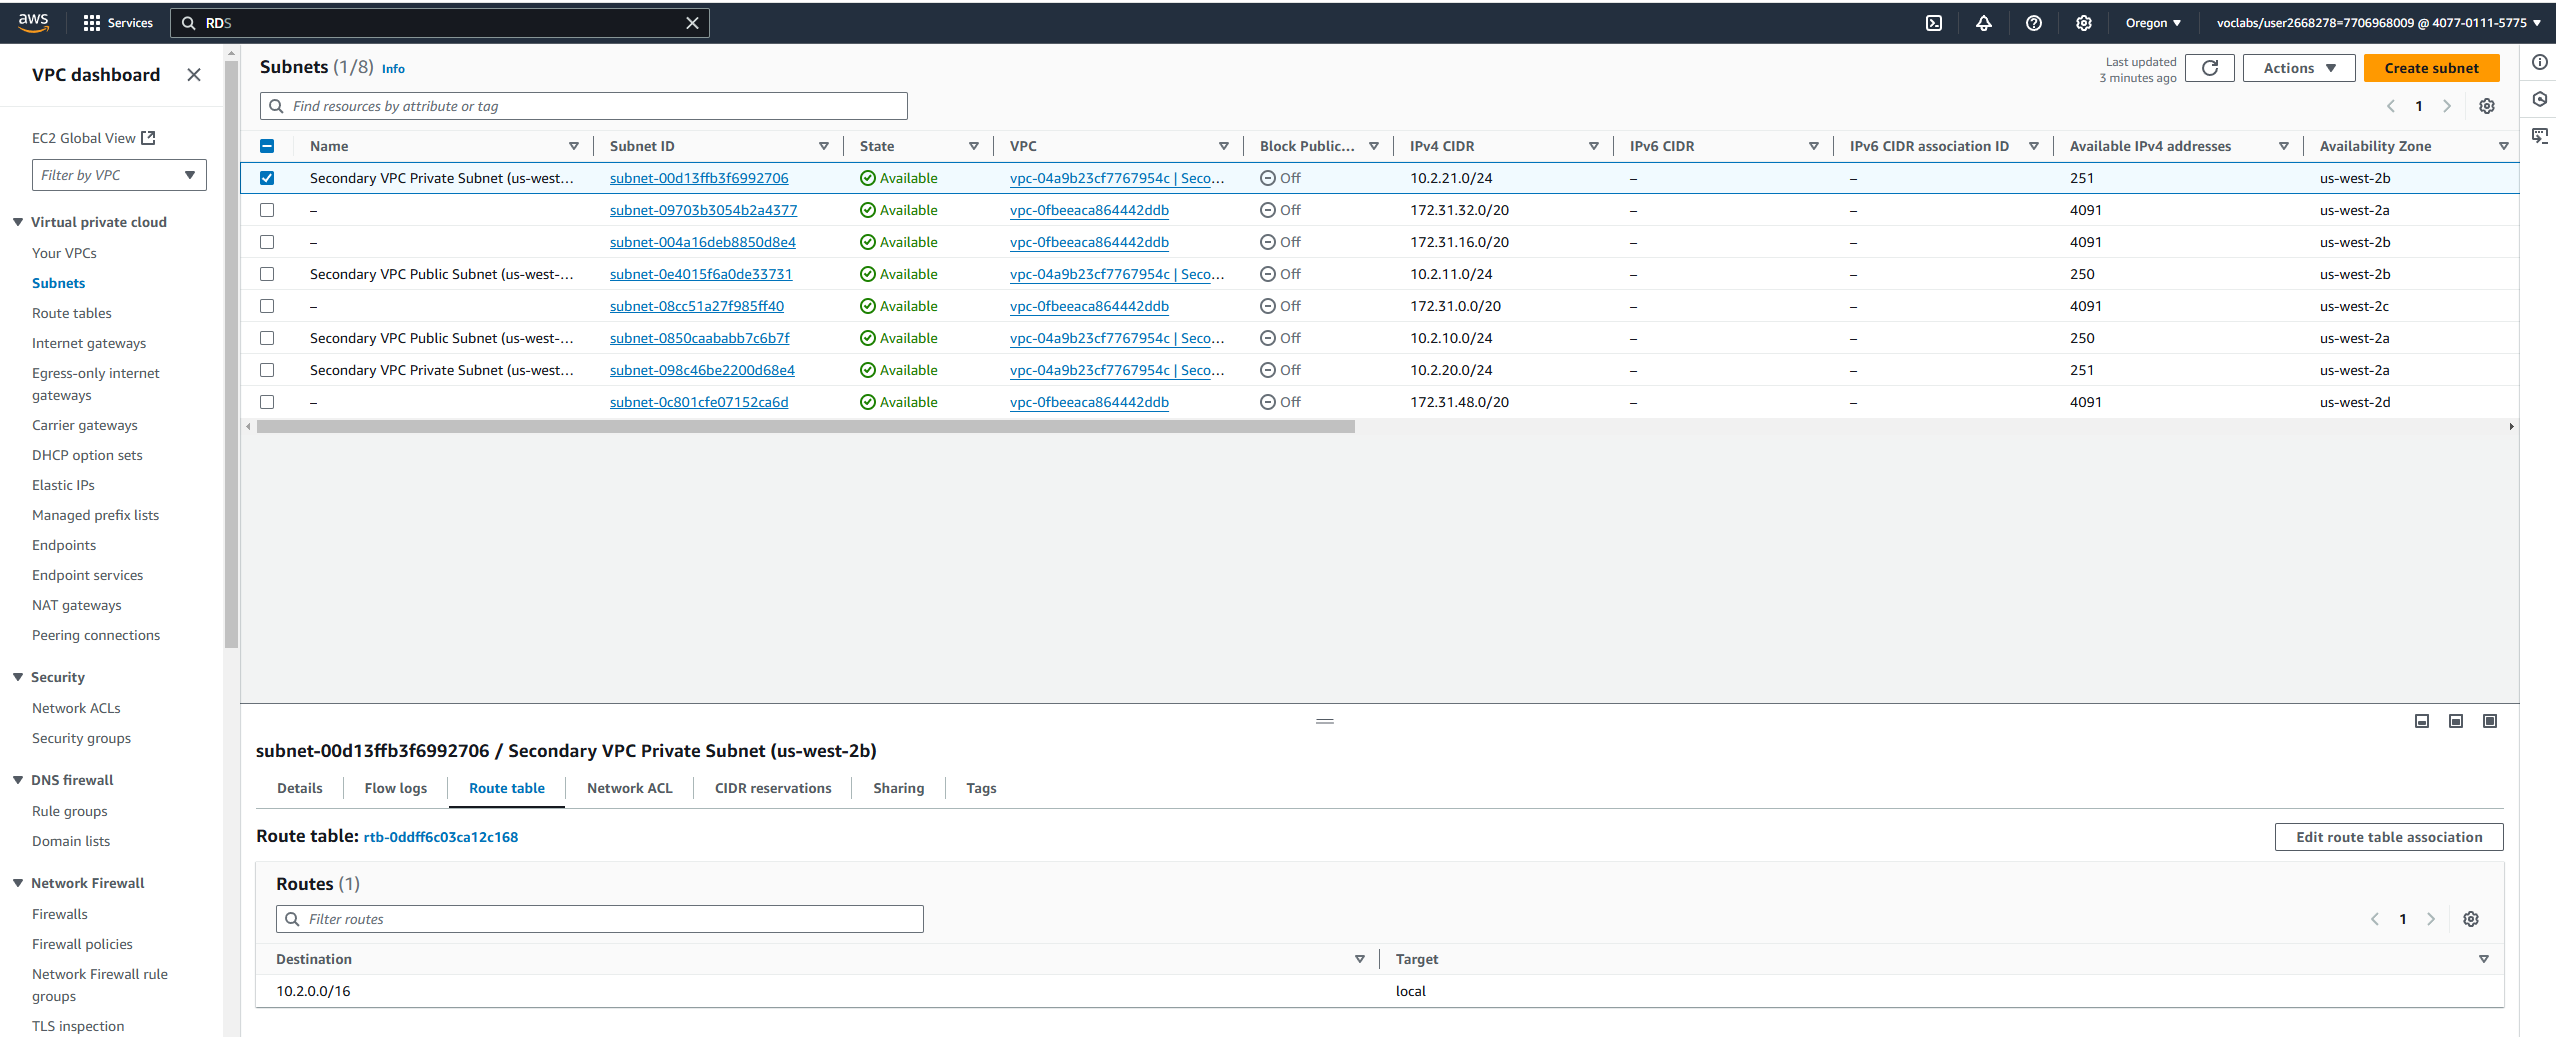 aws Services RDS Oregon voclabs/user2668278=7706968009 @ 4077-0111-5775
VPC dashboard
EC2 Global View
Filter by VPC
Virtual private cloud
Your VPCs
Subnets
Route tables
Internet gateways
Egress-only internet
gateways
Carrier gateways
DHCP option sets
Elastic IPs
Managed prefix lists
Endpoints
Endpoint services
NAT gateways
Peering connections
Security
Network ACLs
Security groups
DNS firewall
Rule groups
Domain lists
Network Firewall
Firewalls
Firewall policies
Network Firewall rule
groups
TLS inspection
Subnets (1/8) Info
Last updated
3 minutes ago
Actions
Create subnet
Find resources by attribute or tag
1
Name Subnet ID State VPC Block Public... IPv4 CIDR IPv6 CIDR IPv6 CIDR association ID Available IPv4 addresses Availability Zone
Secondary VPC Private Subnet (us-west... subnet-00d13ffb3f6992706 Available vpc-04a9b23cf7767954c | Seco... Off 10.2.21.0/24 – – 251 us-west-2b
– subnet-09703b3054b2a4377 Available vpc-0fbeeaca864442ddb Off 172.31.32.0/20 – – 4091 us-west-2a
– subnet-004a16deb8850d8e4 Available vpc-0fbeeaca864442ddb Off 172.31.16.0/20 – – 4091 us-west-2b
Secondary VPC Public Subnet (us-west-... subnet-0e4015f6a0de33731 Available vpc-04a9b23cf7767954c | Seco... Off 10.2.11.0/24 – – 250 us-west-2b
– subnet-08cc51a27f985ff40 Available vpc-0fbeeaca864442ddb Off 172.31.0.0/20 – – 4091 us-west-2c
Secondary VPC Public Subnet (us-west-... subnet-0850caababb7c6b7f Available vpc-04a9b23cf7767954c | Seco... Off 10.2.10.0/24 – – 250 us-west-2a
Secondary VPC Private Subnet (us-west... subnet-098c46be2200d68e4 Available vpc-04a9b23cf7767954c | Seco... Off 10.2.20.0/24 – – 251 us-west-2a
– subnet-0c801cfe07152ca6d Available vpc-0fbeeaca864442ddb Off 172.31.48.0/20 – – 4091 us-west-2d
subnet-00d13ffb3f6992706 / Secondary VPC Private Subnet (us-west-2b)
Details Flow logs Route table Network ACL CIDR reservations Sharing Tags
Route table: rtb-0ddff6c03ca12c168
Edit route table association
Routes (1)
Filter routes
1
Destination Target
10.2.0.0/16 local